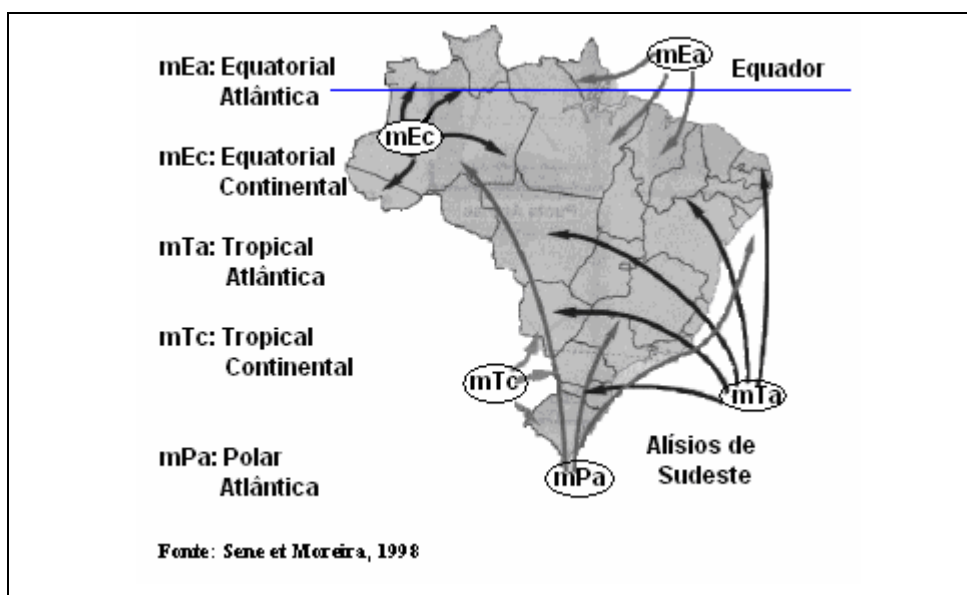 mEa: Equatorial
Atlântica
mEc: Equatorial
Continental
mTa: Tropical
Atlântica
mTc: Tropical
Continental
mPa: Polar
Atlântica
mEa
Equador
mEc
mTc
mTa
mPa
Alísios de
Sudeste
Fonte: Sene et Moreira, 1998